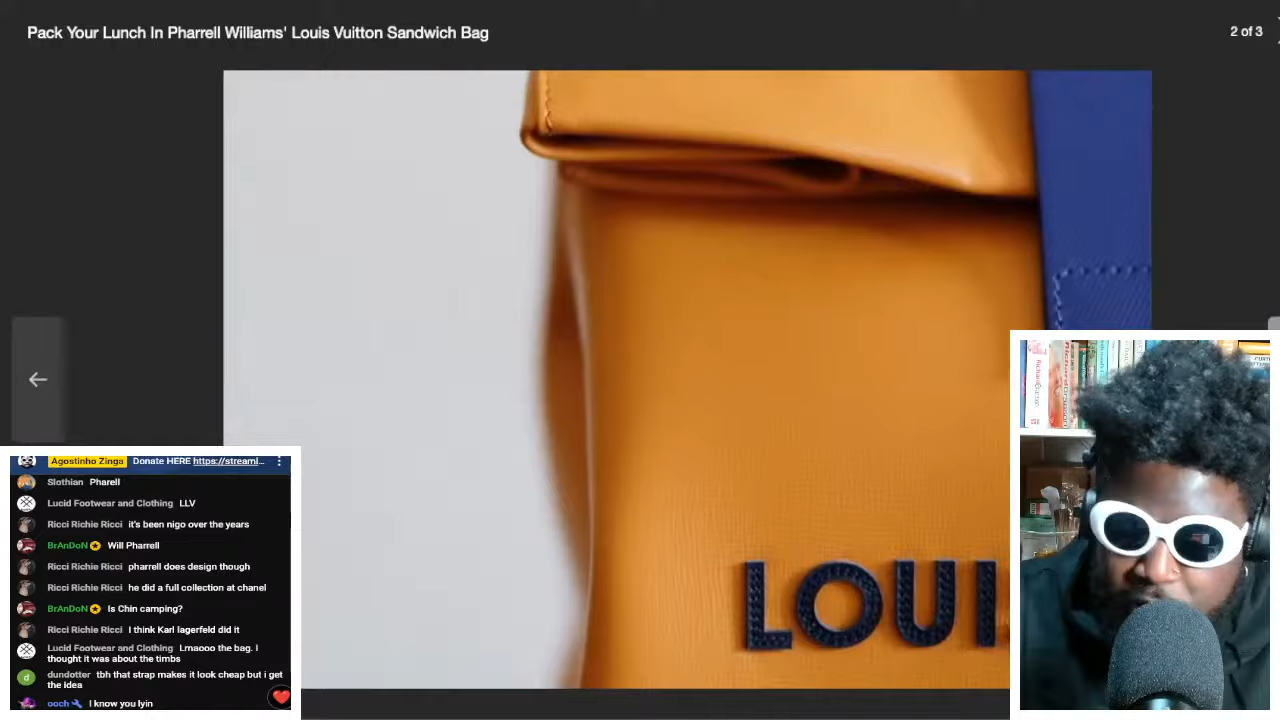 Pack Your Lunch In Pharrell Williams' Louis Vuitton Sandwich Bag
2 of 3
LOUI
Agostinho Zinga Donate HERE https://streaml...
Slothian Pharell
Lucid Footwear and Clothing LLV
Ricci Richie Ricci it's been nigo over the years
BrAnDoN Will Pharrell
Ricci Richie Ricci pharrell does design though
Ricci Richie Ricci he did a full collection at chanel
BrAnDoN Is Chin camping?
Ricci Richie Ricci I think Karl lagerfeld did it
Lucid Footwear and Clothing Lmaooo the bag. I
thought it was about the timbs
d
dundotter tbh that strap makes it look cheap but i get
the idea
ooch I know you lyin